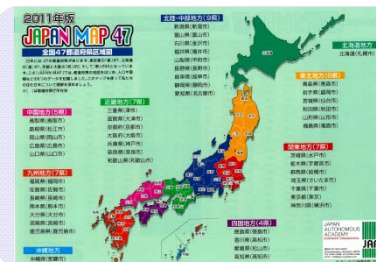 2011年版
JAPAN MAP 47
全国47都道府県区域図
北陸・中部地方(9県)
新潟県(新潟市)
富山県(富山市)
石川県(金沢市)
福井県(福井市)
山梨県(甲府市)
長野県(長野市)
岐阜県(岐阜市)
静岡県(静岡市)
愛知県(名古屋市)
北海道地方
北海道(札幌市)
東北地方(6県)
青森県(青森市)
岩手県(盛岡市)
宮城県(仙台市)
秋田県(秋田市)
山形県(山形市)
福島県(福島市)
近畿地方(7県)
三重県(津市)
滋賀県(大津市)
京都府(京都市)
大阪府(大阪市)
兵庫県(神戸市)
奈良県(奈良市)
和歌山県(和歌山市)
中国地方(5県)
鳥取県(鳥取市)
島根県(松江市)
岡山県(岡山市)
広島県(広島市)
山口県(山口市)
関東地方(7県)
茨城県(水戸市)
栃木県(宇都宮市)
群馬県(前橋市)
埼玉県(さいたま市)
千葉県(千葉市)
東京都(東京)
神奈川県(横浜市)
九州地方(7県)
福岡県(福岡市)
佐賀県(佐賀市)
長崎県(長崎市)
熊本県(熊本市)
大分県(大分市)
宮崎県(宮崎市)
鹿児島県(鹿児島市)
四国地方(4県)
徳島県(徳島市)
香川県(高松市)
愛媛県(松山市)
高知県(高知市)
沖縄地方
沖縄県(那覇市)
JAPAN
AUTONOMOUS
ACADEMY